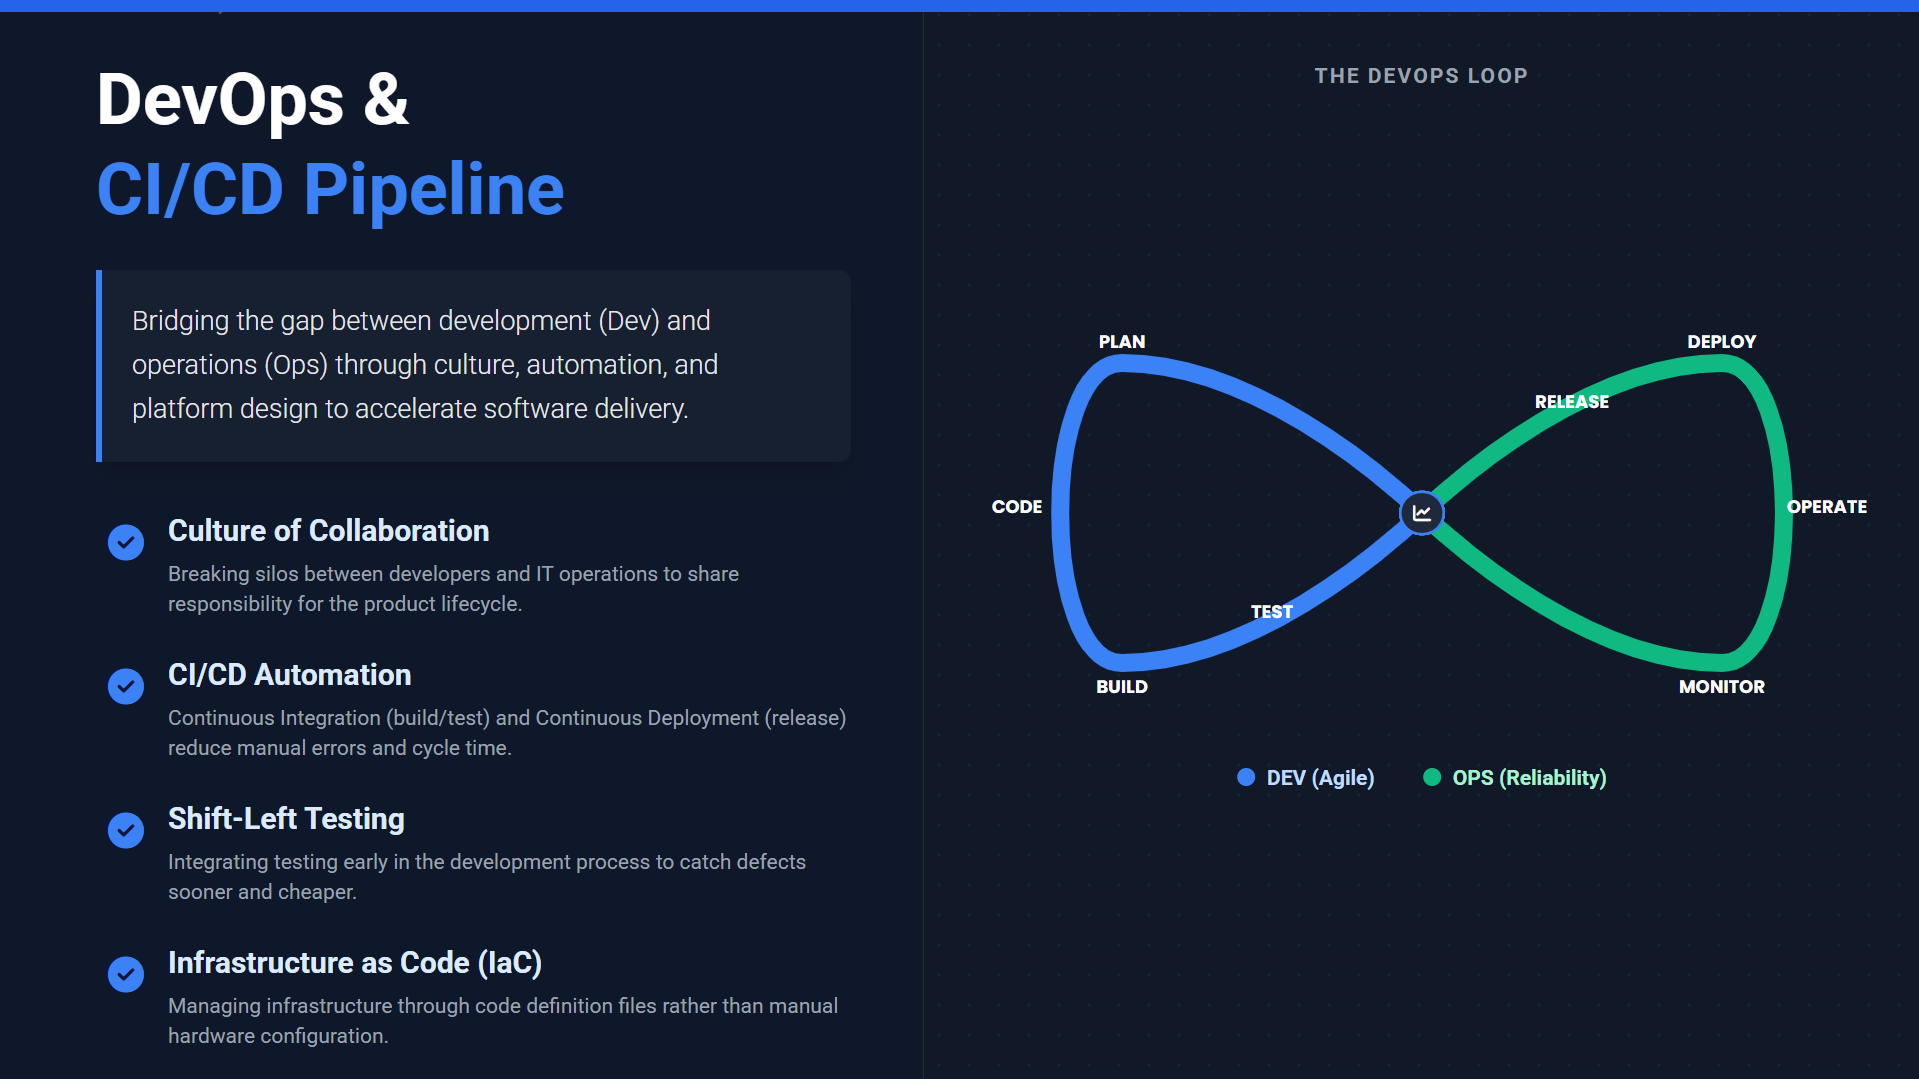 DevOps &
CI/CD Pipeline
Bridging the gap between development (Dev) and
operations (Ops) through culture, automation, and
platform design to accelerate software delivery.
Culture of Collaboration
Breaking silos between developers and IT operations to share
responsibility for the product lifecycle.
CI/CD Automation
Continuous Integration (build/test) and Continuous Deployment (release)
reduce manual errors and cycle time.
Shift-Left Testing
Integrating testing early in the development process to catch defects
sooner and cheaper.
Infrastructure as Code (IaC)
Managing infrastructure through code definition files rather than manual
hardware configuration.
THE DEVOPS LOOP
PLAN
DEPLOY
RELEASE
CODE
OPERATE
TEST
BUILD
MONITOR
DEV (Agile)
OPS (Reliability)